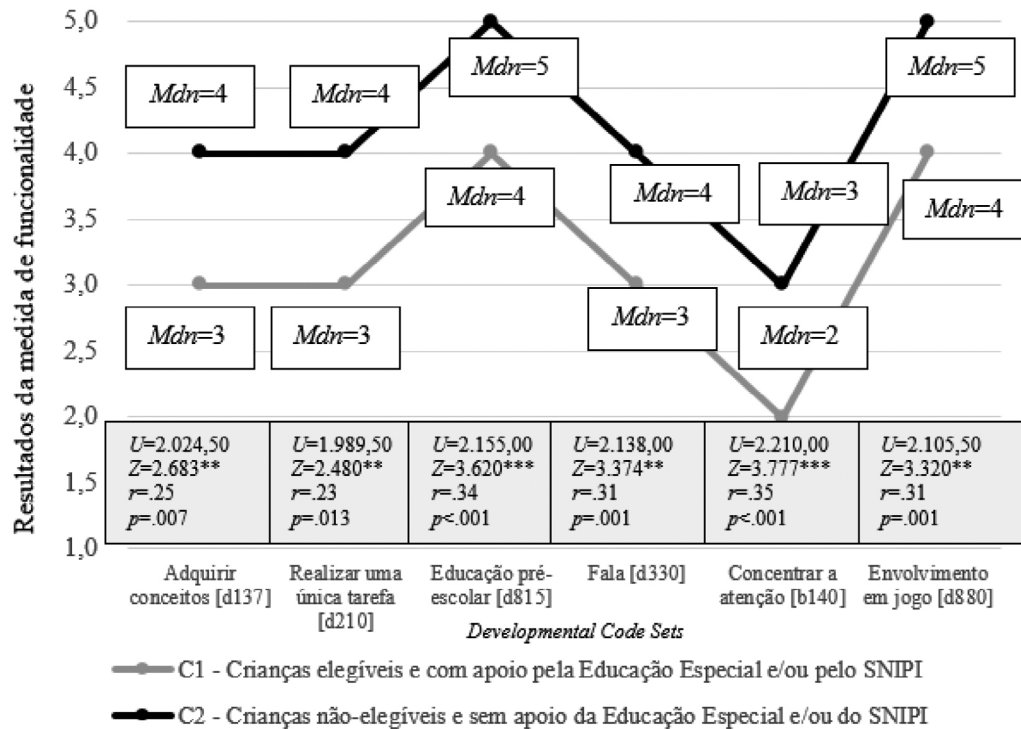 Resultados da medida de funcionalidade
5,0
4,5
4,0
3,5
3,0
2,5
2,0
1,5
1,0
Mdn=4
Mdn=4
Mdn=5
Mdn=4
Mdn=3
Mdn=5
Mdn=3
Mdn=3
Mdn=4
Mdn=3
Mdn=2
Mdn=4
U=2.024,50
Z=2.683**
r=.25
p=.007
U=1.989,50
Z=2.480**
r=.23
p=.013
U=2.155,00
Z=3.620***
r=.34
p<.001
U=2.138,00
Z=3.374**
r=.31
p=.001
U=2.210,00
Z=3.777***
r=.35
p<.001
U=2.105,50
Z=3.320**
r=.31
p=.001
Adquirir
conceitos [d137]
Realizar uma
única tarefa
[d210]
Educação pré-
escolar [d815]
Fala [d330]
Concentrar a
atenção [b140]
Envolvimento
em jogo [d880]
Developmental Code Sets
C1 - Crianças elegíveis e com apoio pela Educação Especial e/ou pelo SNIPI
C2 - Crianças não-elegíveis e sem apoio da Educação Especial e/ou do SNIPI